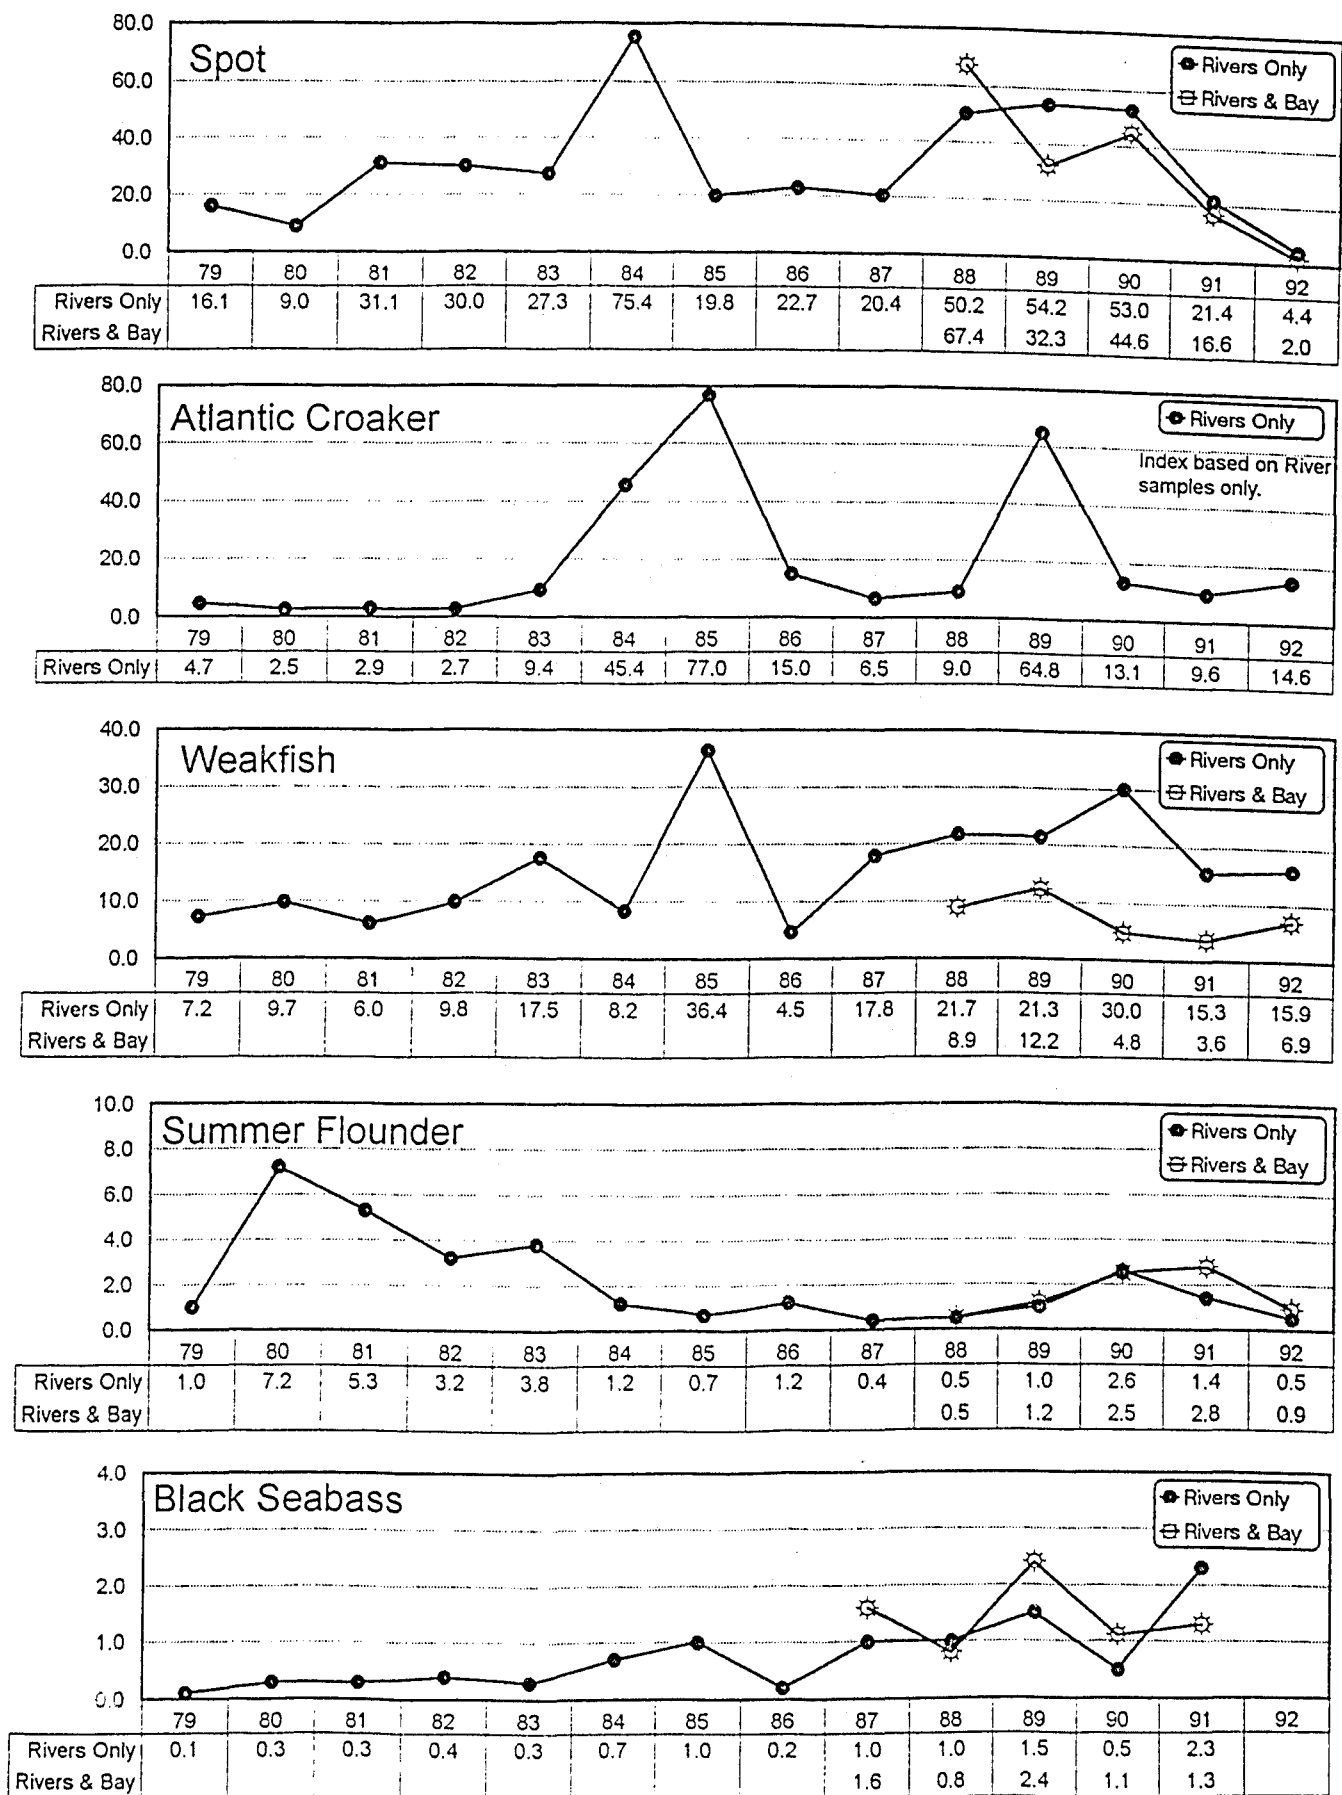 Spot
80.0
60.0
40.0
20.0
0.0
Rivers Only
Rivers & Bay
79 80 81 82 83 84 85 86 87 88 89 90 91 92
Rivers Only 16.1 9.0 31.1 30.0 27.3 75.4 19.8 22.7 20.4 50.2 54.2 53.0 21.4 4.4
Rivers & Bay 67.4 32.3 44.6 16.6 2.0
Atlantic Croaker
80.0
60.0
40.0
20.0
0.0
Rivers Only
Index based on River
samples only.
79 80 81 82 83 84 85 86 87 88 89 90 91 92
Rivers Only 4.7 2.5 2.9 2.7 9.4 45.4 77.0 15.0 6.5 9.0 64.8 13.1 9.6 14.6
Weakfish
40.0
30.0
20.0
10.0
0.0
Rivers Only
Rivers & Bay
79 80 81 82 83 84 85 86 87 88 89 90 91 92
Rivers Only 7.2 9.7 6.0 9.8 17.5 8.2 36.4 4.5 17.8 21.7 21.3 30.0 15.3 15.9
Rivers & Bay 8.9 12.2 4.8 3.6 6.9
Summer Flounder
10.0
8.0
6.0
4.0
2.0
0.0
Rivers Only
Rivers & Bay
79 80 81 82 83 84 85 86 87 88 89 90 91 92
Rivers Only 1.0 7.2 5.3 3.2 3.8 1.2 0.7 1.2 0.4 0.5 1.0 2.6 1.4 0.5
Rivers & Bay 0.5 1.2 2.5 2.8 0.9
Black Seabass
4.0
3.0
2.0
1.0
0.0
Rivers Only
Rivers & Bay
79 80 81 82 83 84 85 86 87 88 89 90 91 92
Rivers Only 0.1 0.3 0.3 0.4 0.3 0.7 1.0 0.2 1.0 1.0 1.5 0.5 2.3
Rivers & Bay 1.6 0.8 2.4 1.1 1.3